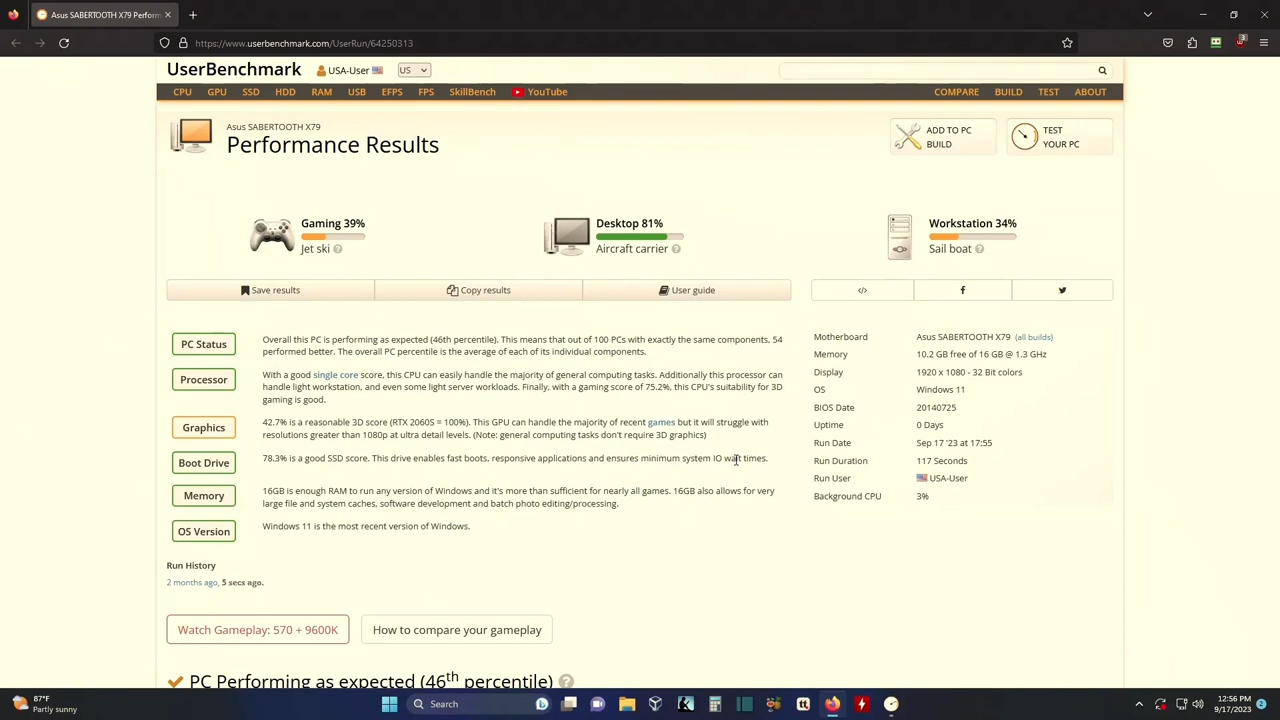 Asus SABERTOOTH X79 Perform
https://www.userbenchmark.com/UserRun/64250313
3
UserBenchmark
USA-User
US
CPU
GPU
SSD
HDD
RAM
USB
EFPS
FPS
SkillBench
YouTube
COMPARE
BUILD
TEST
ABOUT
Asus SABERTOOTH X79
Performance Results
ADD TO PC
BUILD
TEST
YOUR PC
Gaming 39%
Jet ski
Desktop 81%
Aircraft carrier
Workstation 34%
Sail boat
Save results
Copy results
User guide
</>
PC Status
Overall this PC is performing as expected (46th percentile). This means that out of 100 PCs with exactly the same components, 54
performed better. The overall PC percentile is the average of each of its individual components.
Processor
With a good single core score, this CPU can easily handle the majority of general computing tasks. Additionally this processor can
handle light workstation, and even some light server workloads. Finally, with a gaming score of 75.2%, this CPU's suitability for 3D
gaming is good.
Graphics
42.7% is a reasonable 3D score (RTX 2060S = 100%). This GPU can handle the majority of recent games but it will struggle with
resolutions greater than 1080p at ultra detail levels. (Note: general computing tasks don't require 3D graphics)
Boot Drive
78.3% is a good SSD score. This drive enables fast boots, responsive applications and ensures minimum system IO wait times.
Memory
16GB is enough RAM to run any version of Windows and it's more than sufficient for nearly all games. 16GB also allows for very
large file and system caches, software development and batch photo editing/processing.
OS Version
Windows 11 is the most recent version of Windows.
Motherboard Asus SABERTOOTH X79 (all builds)
Memory 10.2 GB free of 16 GB @ 1.3 GHz
Display 1920 x 1080 - 32 Bit colors
OS Windows 11
BIOS Date 20140725
Uptime 0 Days
Run Date Sep 17 '23 at 17:55
Run Duration 117 Seconds
Run User USA-User
Background CPU 3%
Run History
2 months ago, 5 secs ago.
Watch Gameplay: 570 + 9600K
How to compare your gameplay
PC Performing as expected (46th percentile)
87°F
Partly sunny
Search
12:56 PM
9/17/2023